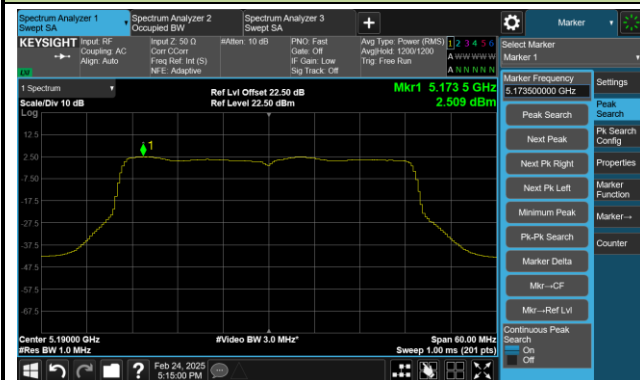 Spectrum Analyzer 1
Swept SA
Spectrum Analyzer 2
Occupied BW
Spectrum Analyzer 3
Swept SA
+
Marker
KEYSIGHT
Input: RF
Coupling: AC
Align: Auto
Input Z: 50 Ω
Corr CCorr
Freq Ref: Int (S)
NFE: Adaptive
#Atten: 10 dB
PNO: Fast
Gate: Off
IF Gain: Low
Sig Track: Off
Avg Type: Power (RMS)
Avg|Hold: 1200/1200
Trig: Free Run
1 2 3 4 5 6
A W W W W W
A N N N N N
Select Marker
Marker 1
1 Spectrum
Scale/Div 10 dB
Log
Ref Lvl Offset 22.50 dB
Ref Level 22.50 dBm
Mkr1 5.173 5 GHz
2.509 dBm
12.5
2.50
-7.50
-17.5
-27.5
-37.5
-47.5
-57.5
-67.5
1
Center 5.19000 GHz
#Res BW 1.0 MHz
#Video BW 3.0 MHz*
Span 60.00 MHz
Sweep 1.00 ms (201 pts)
Marker Frequency
5.173500000 GHz
Peak Search
Next Peak
Next Pk Right
Next Pk Left
Minimum Peak
Pk-Pk Search
Marker Delta
Mkr→CF
Mkr→Ref Lvl
Continuous Peak
Search
On
Off
Settings
Peak
Search
Pk Search
Config
Properties
Marker
Function
Marker→
Counter
?
Feb 24, 2025
5:15:00 PM